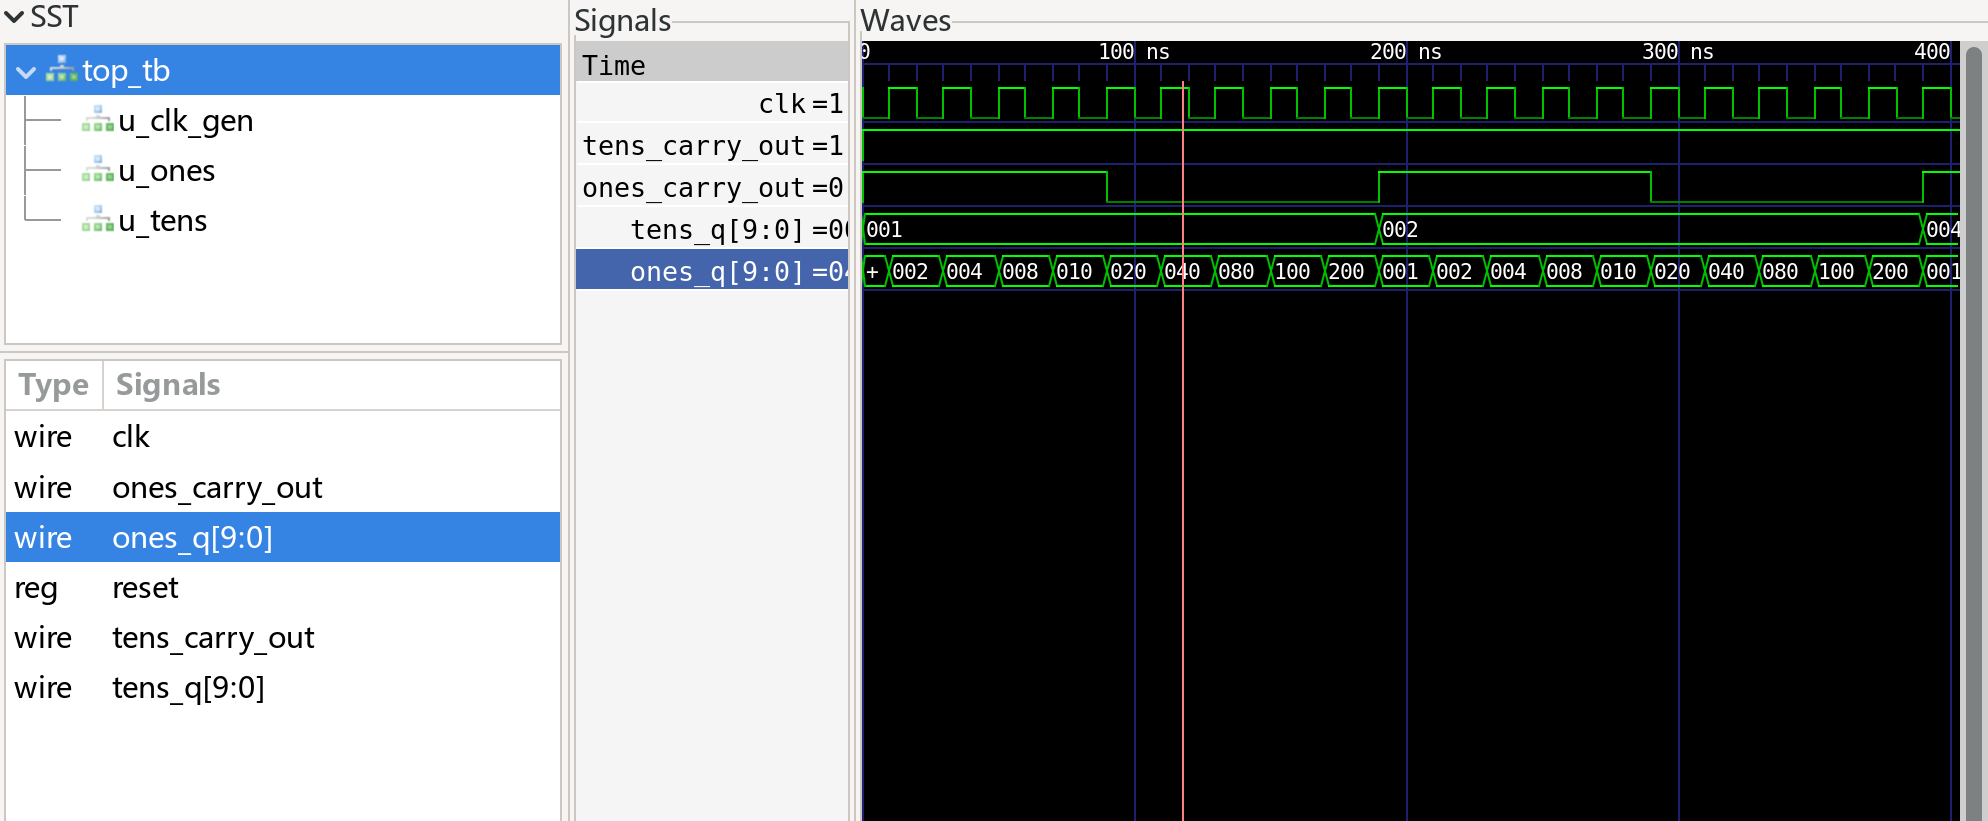 SST
top_tb
u_clk_gen
u_ones
u_tens
Type Signals
wire clk
wire ones_carry_out
wire ones_q[9:0]
reg reset
wire tens_carry_out
wire tens_q[9:0]
Signals
Time
clk =1
tens_carry_out =1
ones_carry_out =0
tens_q[9:0] =00
ones_q[9:0] =04
Waves
0 100 ns 200 ns 300 ns 400
001 002 004
+ 002 004 008 010 020 040 080 100 200 001 002 004 008 010 020 040 080 100 200 001